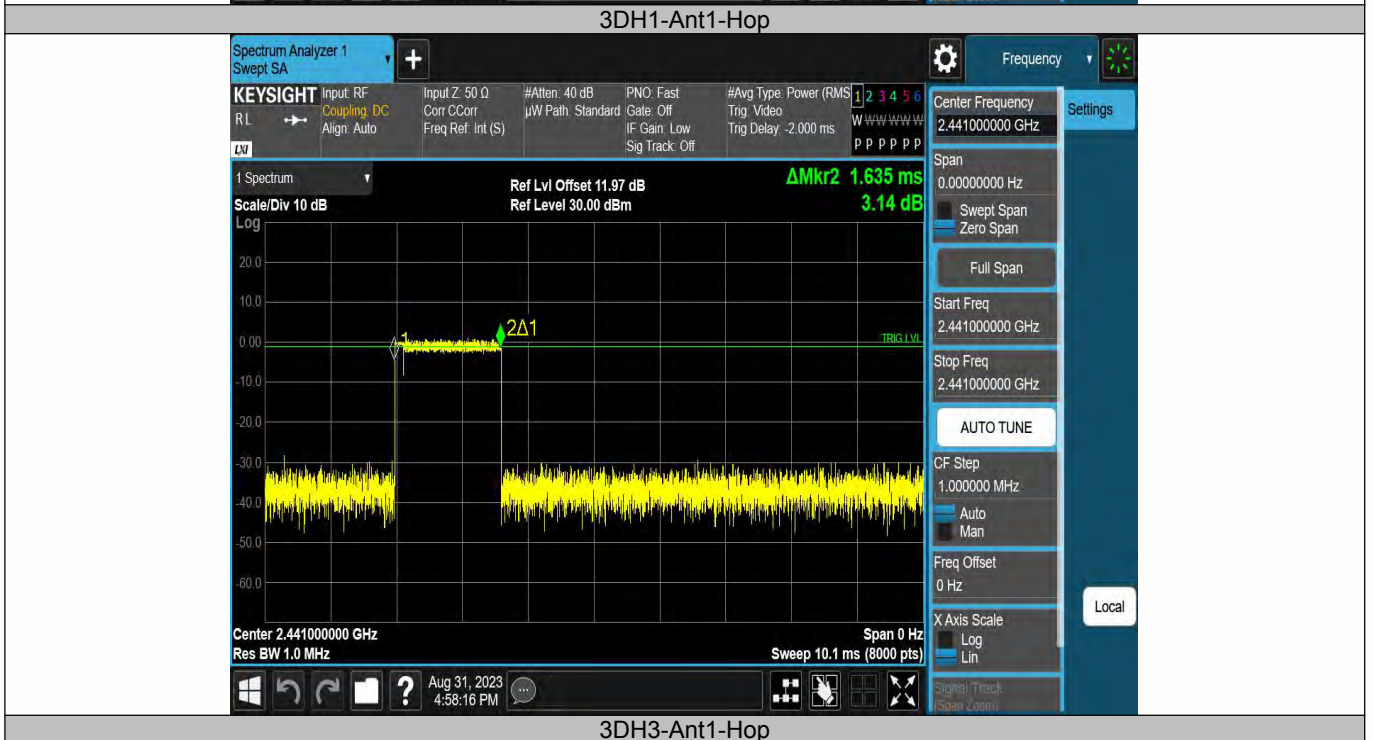 3DH1-Ant1-Hop
Spectrum Analyzer 1
Swept SA
+
Frequency
KEYSIGHT
RL
LXI
Input: RF
Coupling: DC
Align: Auto
Input Z: 50 Ω
Corr CCorr
Freq Ref: Int (S)
#Atten: 40 dB
µW Path: Standard
PNO: Fast
Gate: Off
IF Gain: Low
Sig Track: Off
#Avg Type: Power (RMS
Trig: Video
Trig Delay: -2.000 ms
1 2 3 4 5 6
W W W W W W
P P P P P P
1 Spectrum
Scale/Div 10 dB
Log
Ref Lvl Offset 11.97 dB
Ref Level 30.00 dBm
ΔMkr2 1.635 ms
3.14 dB
20.0
10.0
0.00
-10.0
-20.0
-30.0
-40.0
-50.0
-60.0
1
2Δ1
TRIG LVL
Center 2.441000000 GHz
Res BW 1.0 MHz
Span 0 Hz
Sweep 10.1 ms (8000 pts)
Center Frequency
2.441000000 GHz
Settings
Span
0.00000000 Hz
Swept Span
Zero Span
Full Span
Start Freq
2.441000000 GHz
Stop Freq
2.441000000 GHz
AUTO TUNE
CF Step
1.000000 MHz
Auto
Man
Freq Offset
0 Hz
X Axis Scale
Log
Lin
Local
Signal Track
(Span Zoom)
?
Aug 31, 2023
4:58:16 PM
3DH3-Ant1-Hop